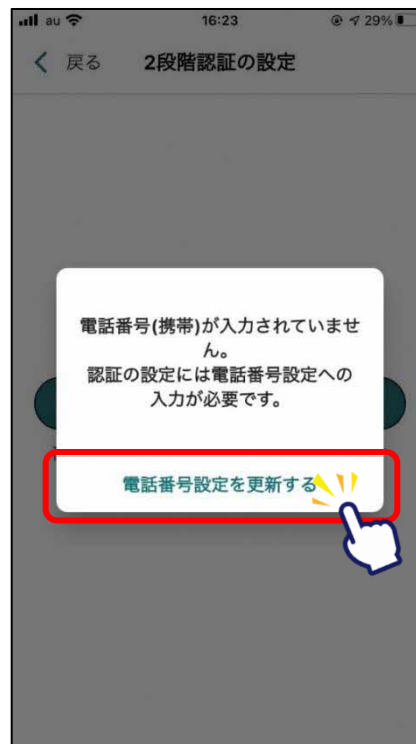 au 16:23 29%
戻る 2段階認証の設定
電話番号(携帯)が入力されていませ
ん。
認証の設定には電話番号設定への
入力が必要です。
電話番号設定を更新する